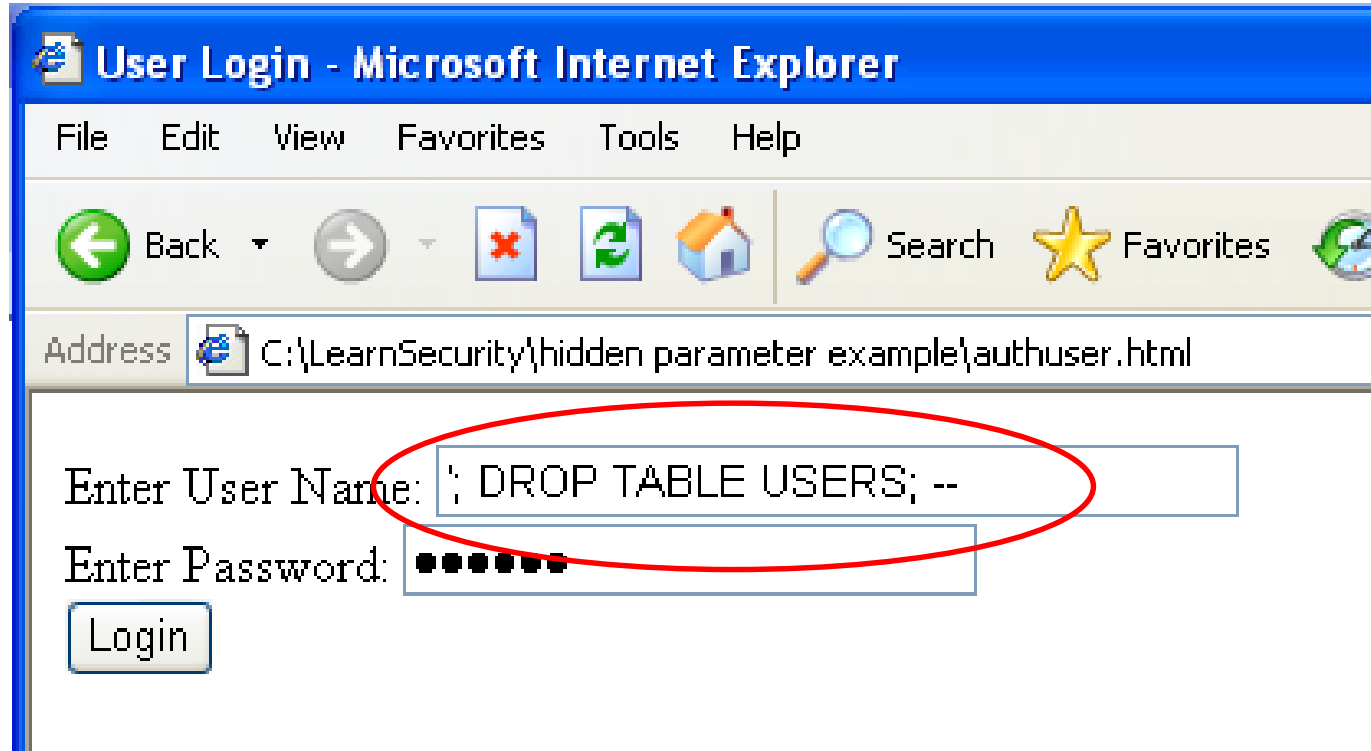 User Login - Microsoft Internet Explorer
File Edit View Favorites Tools Help
Back Search Favorites
Address C:\LearnSecurity\hidden parameter example\authuser.html
Enter User Name: '; DROP TABLE USERS; --
Enter Password: ••••••
Login